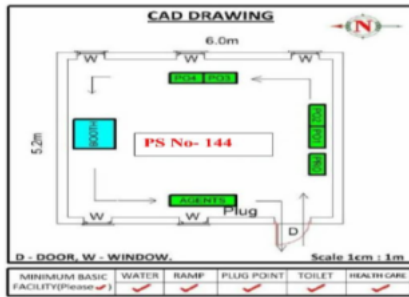 CAD DRAWING
N
6.0m
W W W
PO4 PO3
5.2m
BOOTH
PS No- 144
PO2 PO1
PRO
AGENTS
Plug
W W
D
D - DOOR, W - WINDOW.
Scale 1cm : 1m
MINIMUM BASIC FACILITY(Please✓) WATER RAMP PLUG POINT TOILET HEALTH CARE
✓ ✓ ✓ ✓ ✓